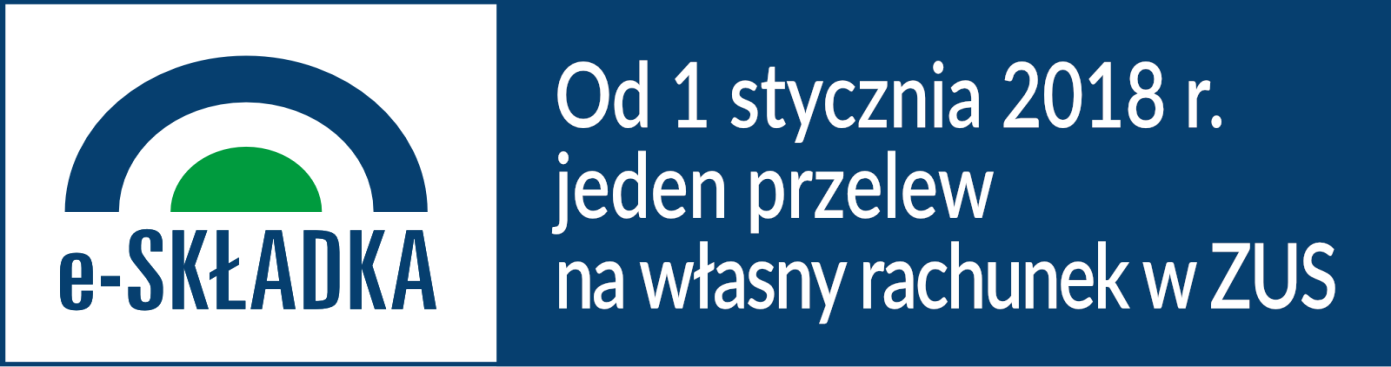 e-SKŁADKA
Od 1 stycznia 2018 r.
jeden przelew
na własny rachunek w ZUS